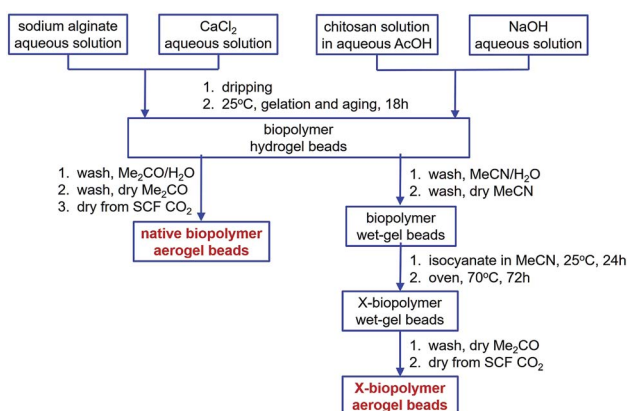 sodium alginate
aqueous solution
CaCl₂
aqueous solution
chitosan solution
in aqueous AcOH
NaOH
aqueous solution
1. dripping
2. 25ºC, gelation and aging, 18h
biopolymer
hydrogel beads
1. wash, Me₂CO/H₂O
2. wash, dry Me₂CO
3. dry from SCF CO₂
native biopolymer
aerogel beads
1. wash, MeCN/H₂O
2. wash, dry MeCN
biopolymer
wet-gel beads
1. isocyanate in MeCN, 25ºC, 24h
2. oven, 70ºC, 72h
X-biopolymer
wet-gel beads
1. wash, dry Me₂CO
2. dry from SCF CO₂
X-biopolymer
aerogel beads